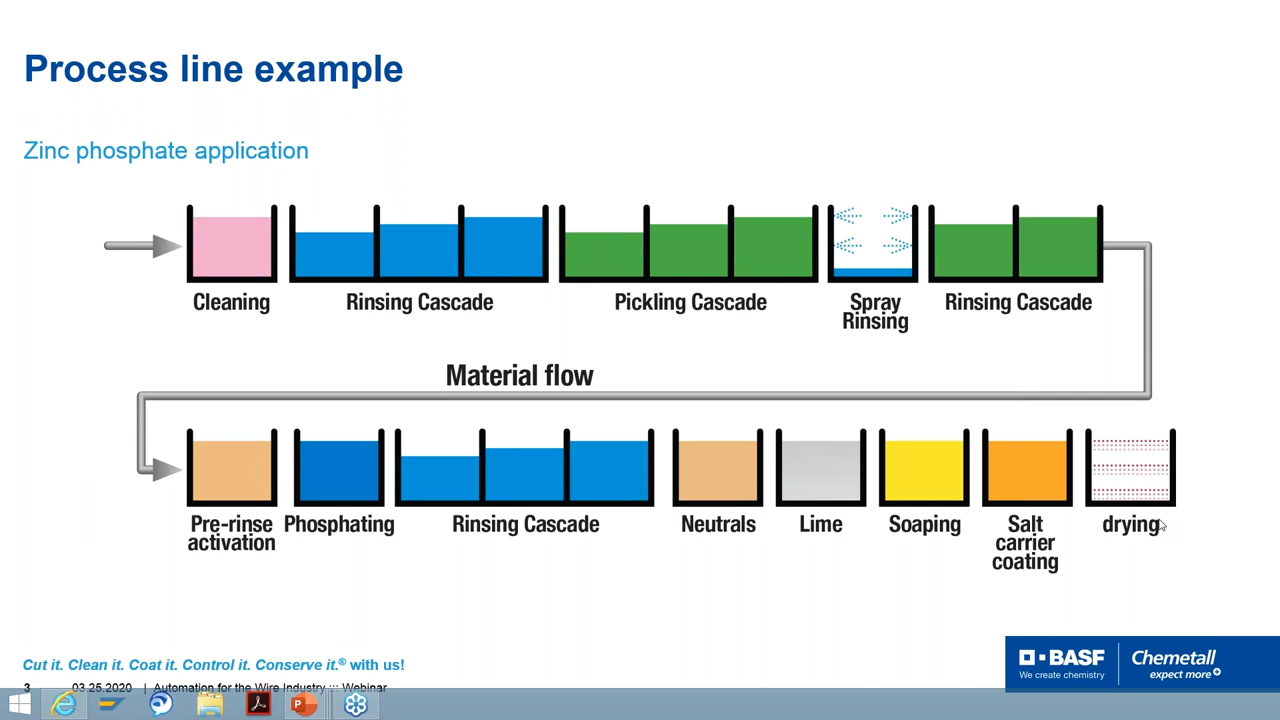 Process line example
Zinc phosphate application
Cleaning
Rinsing Cascade
Pickling Cascade
Spray
Rinsing
Rinsing Cascade
Material flow
Pre-rinse
activation
Phosphating
Rinsing Cascade
Neutrals
Lime
Soaping
Salt
carrier
coating
drying
Cut it. Clean it. Coat it. Control it. Conserve it.® with us!
3 03.25.2020 | Automation for the Wire Industry ::: Webinar
BASF
We create chemistry
Chemetall
expect more